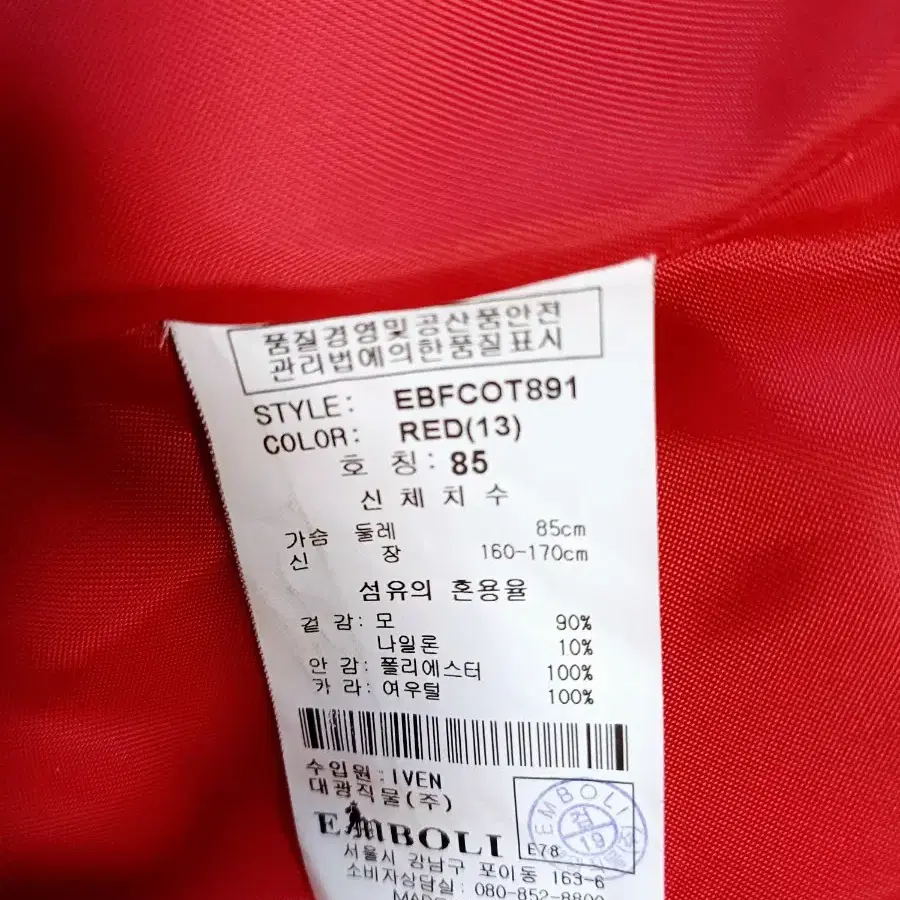 품질경영및공산품안전
관리법에의한품질표시
STYLE: EBFCOT891
COLOR: RED(13)
호 칭: 85
신 체 치 수
가슴 둘레 85cm
신 장 160-170cm
섬유의 혼용율
겉 감: 모 90%
나일론 10%
안 감: 폴리에스터 100%
카 라: 여우털 100%
수입원: IVEN
대광직물(주)
EMBOLI
E78
EMBOLI
검
19
서울시 강남구 포이동 163-6
소비자상담실: 080-852-8800
MADE